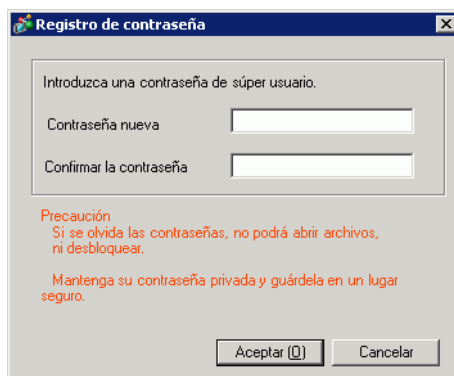 Registro de contraseña
Introduzca una contraseña de súper usuario.
Contraseña nueva
Confirmar la contraseña
Precaución
Si se olvida las contraseñas, no podrá abrir archivos,
ni desbloquear.
Mantenga su contraseña privada y guárdela en un lugar
seguro.
Aceptar (O) Cancelar